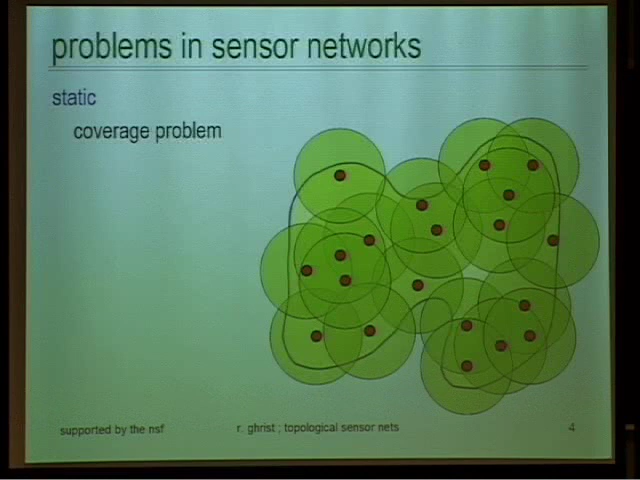 problems in sensor networks
static
coverage problem
supported by the nsf
r. ghrist ; topological sensor nets
4